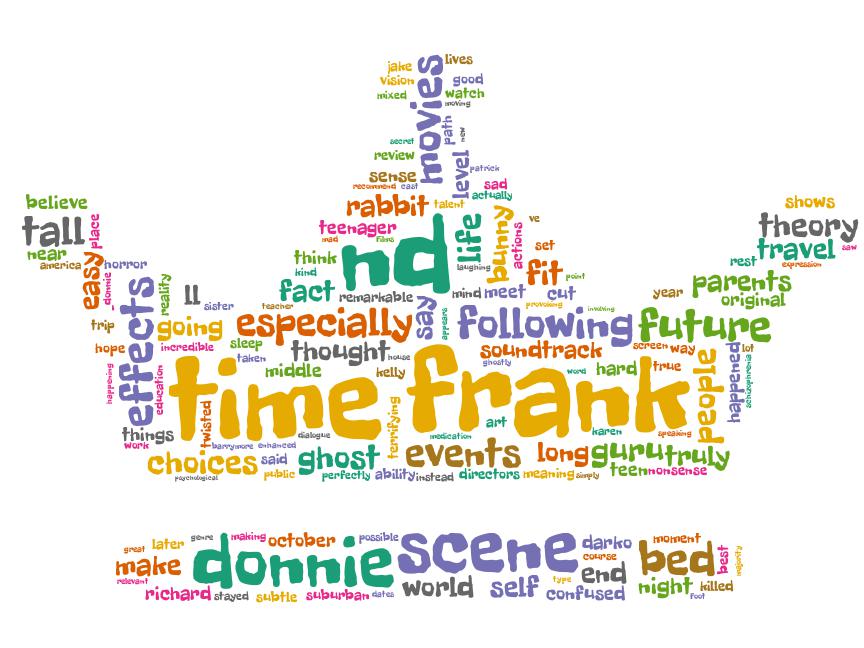 lives
jake
movies
vision
good
mixed
watch
moving
path
new
secret
review
level
patrick
sense
recommend
cast
sad
actually
believe
rabbit
talent
shows
tall
place
teenager
nd
life
bunny
actions
ve
theory
mad
films
set
travel
saw
near
think
laughing
rest
expression
america
easy
horror
kind
fit
point
donnie
effects
reality
ll
sister
fact
remarkable
mind
meet
cut
year
parents
original
teacher
say
appears
provoking
involving
trip
going
especially
following
future
hope
incredible
sleep
thought
house
soundtrack
screen
way
happened
lot
taken
ghostly
time
frank
people
schizophrenia
happening
education
middle
kelly
word
hard
true
twisted
terrifying
art
things
work
dialogue
medication
karen
speaking
barrymore
enhanced
choices
said
ghost
events
long
guru
truly
psychological
public
perfectly
ability
instead
directors
meaning
simply
teen
nonsense
great
later
genre
making
october
possible
scene
darko
moment
make
donnie
course
bed
best
majority
relevant
end
richard
stayed
subtle
suburban
dates
world
self
type
confused
night
killed
foot